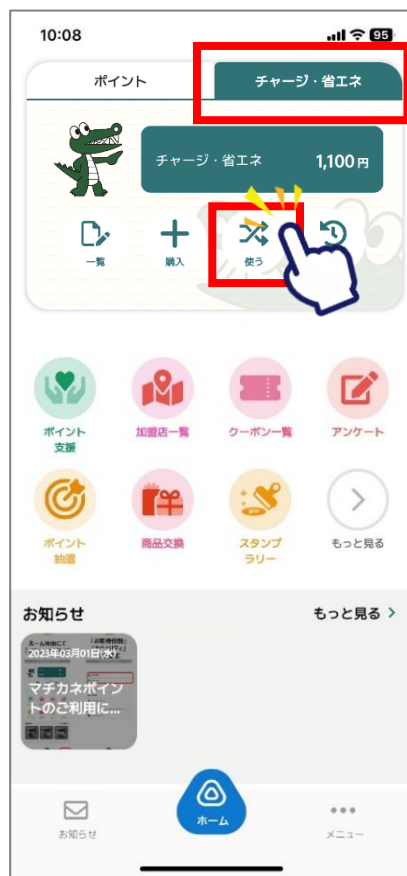 10:08
95
ポイント
チャージ・省エネ
チャージ・省エネ 1,100円
一覧
購入
使う
ポイント
支援
加盟店一覧
クーポン一覧
アンケート
ポイント
抽選
商品交換
スタンプ
ラリー
もっと見る
お知らせ
もっと見る
2023年03月01日(水)
マチカネポイン
トのご利用に...
お知らせ
ホーム
メニュー